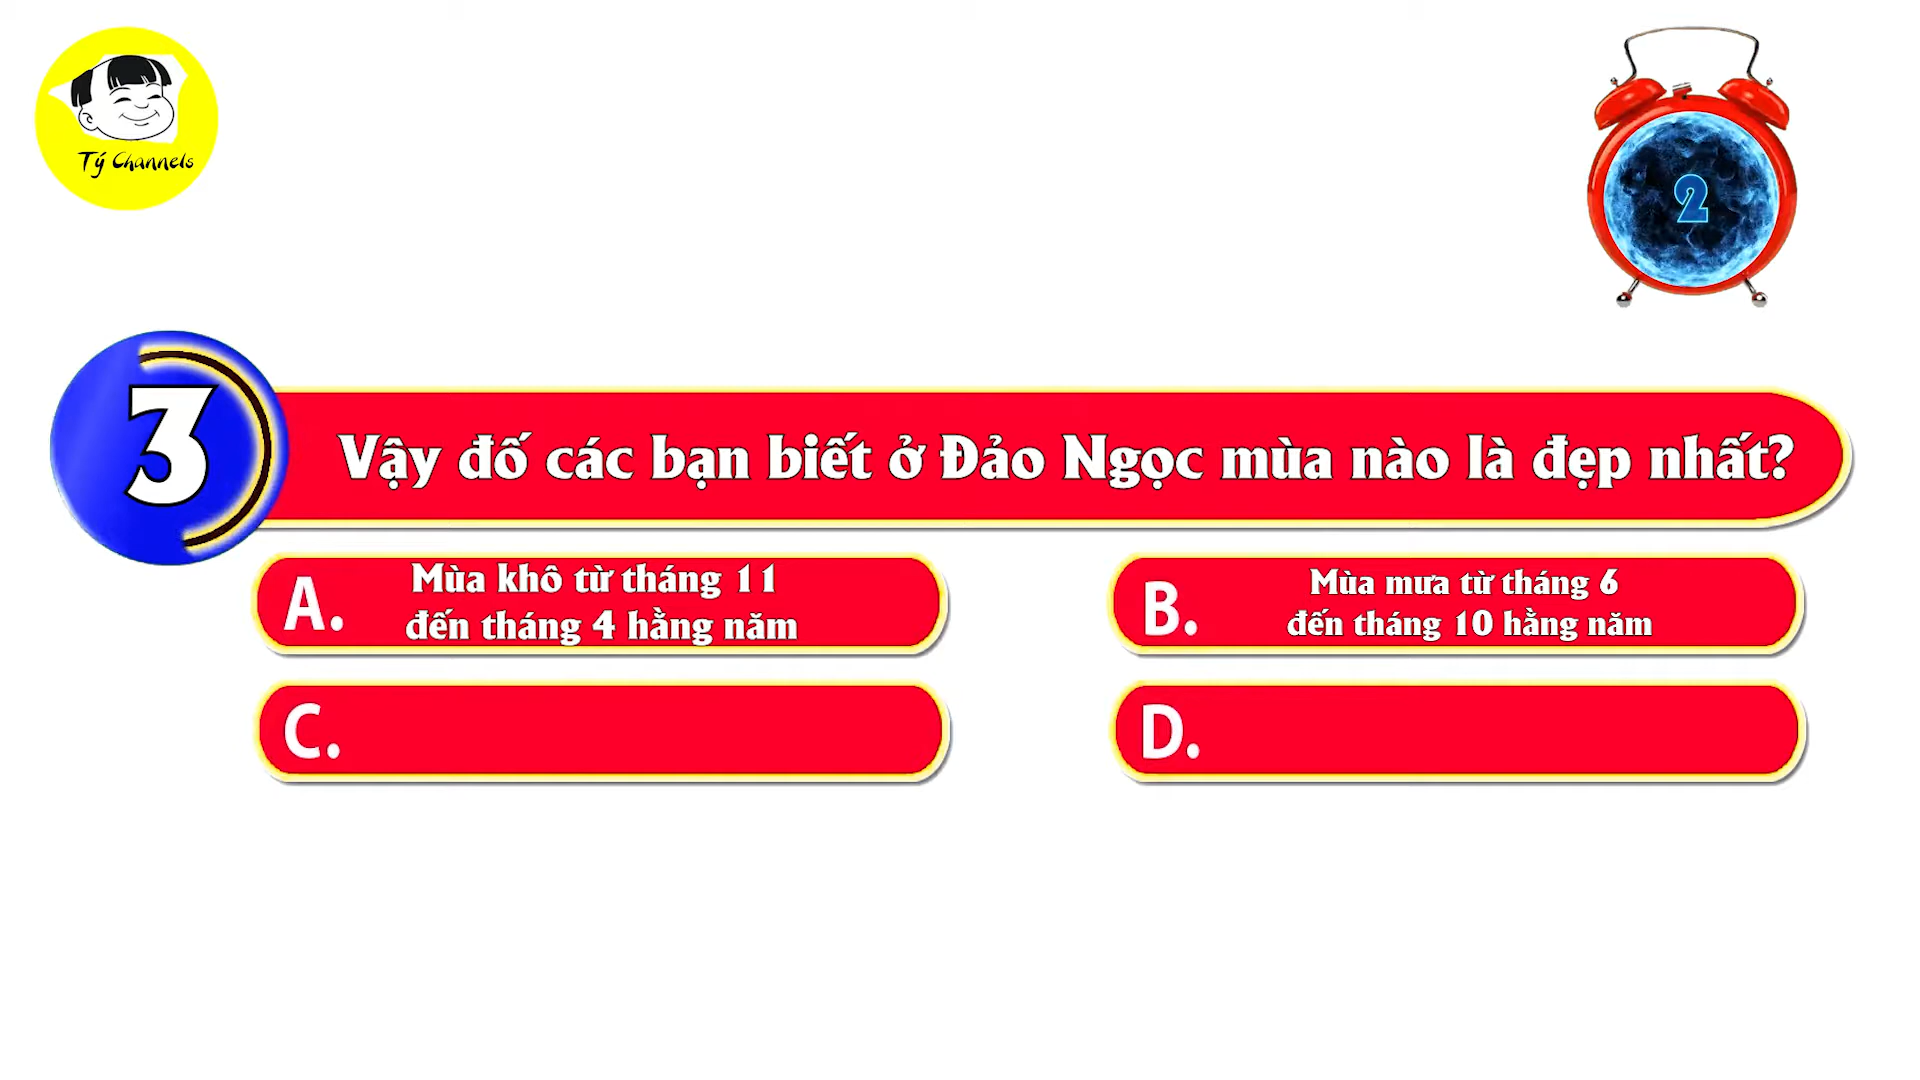 Tý Channels
2
3
Vậy đố các bạn biết ở Đảo Ngọc mùa nào là đẹp nhất?
A. Mùa khô từ tháng 11
đến tháng 4 hằng năm
B. Mùa mưa từ tháng 6
đến tháng 10 hằng năm
C.
D.